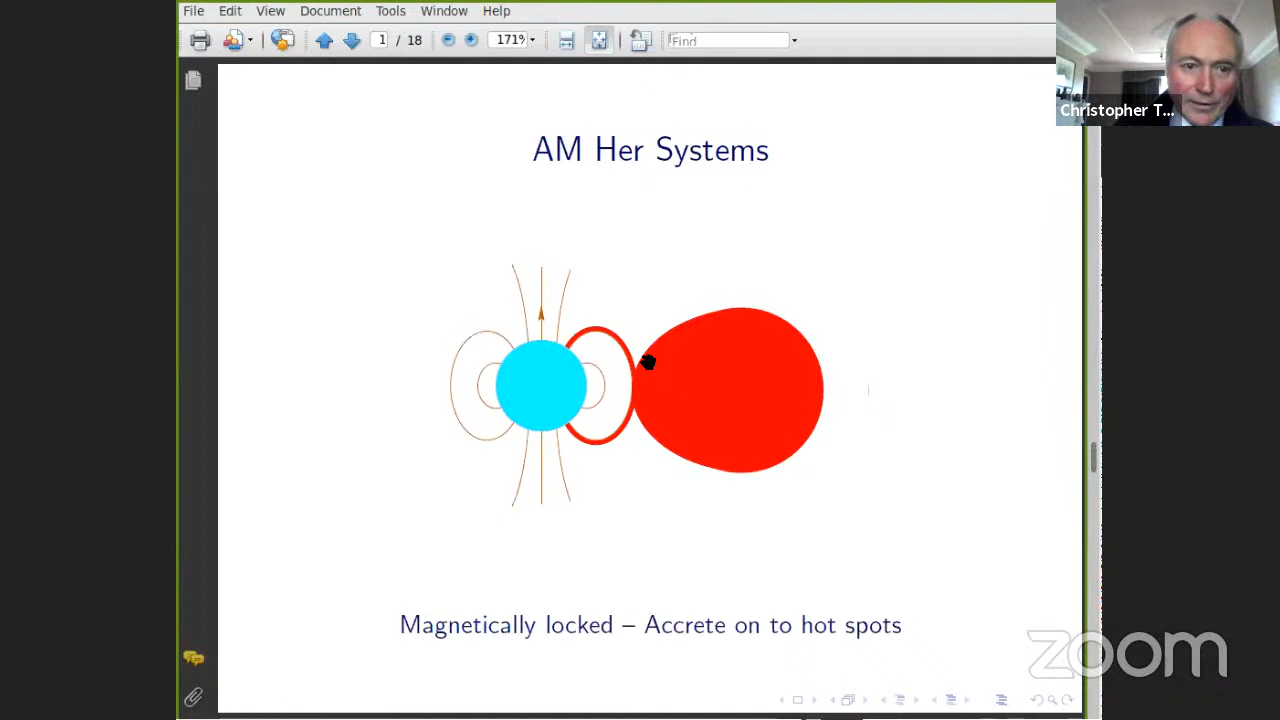 File Edit View Document Tools Window Help
1 / 18 171% Find
Christopher T...
AM Her Systems
Magnetically locked – Accrete on to hot spots
zoom